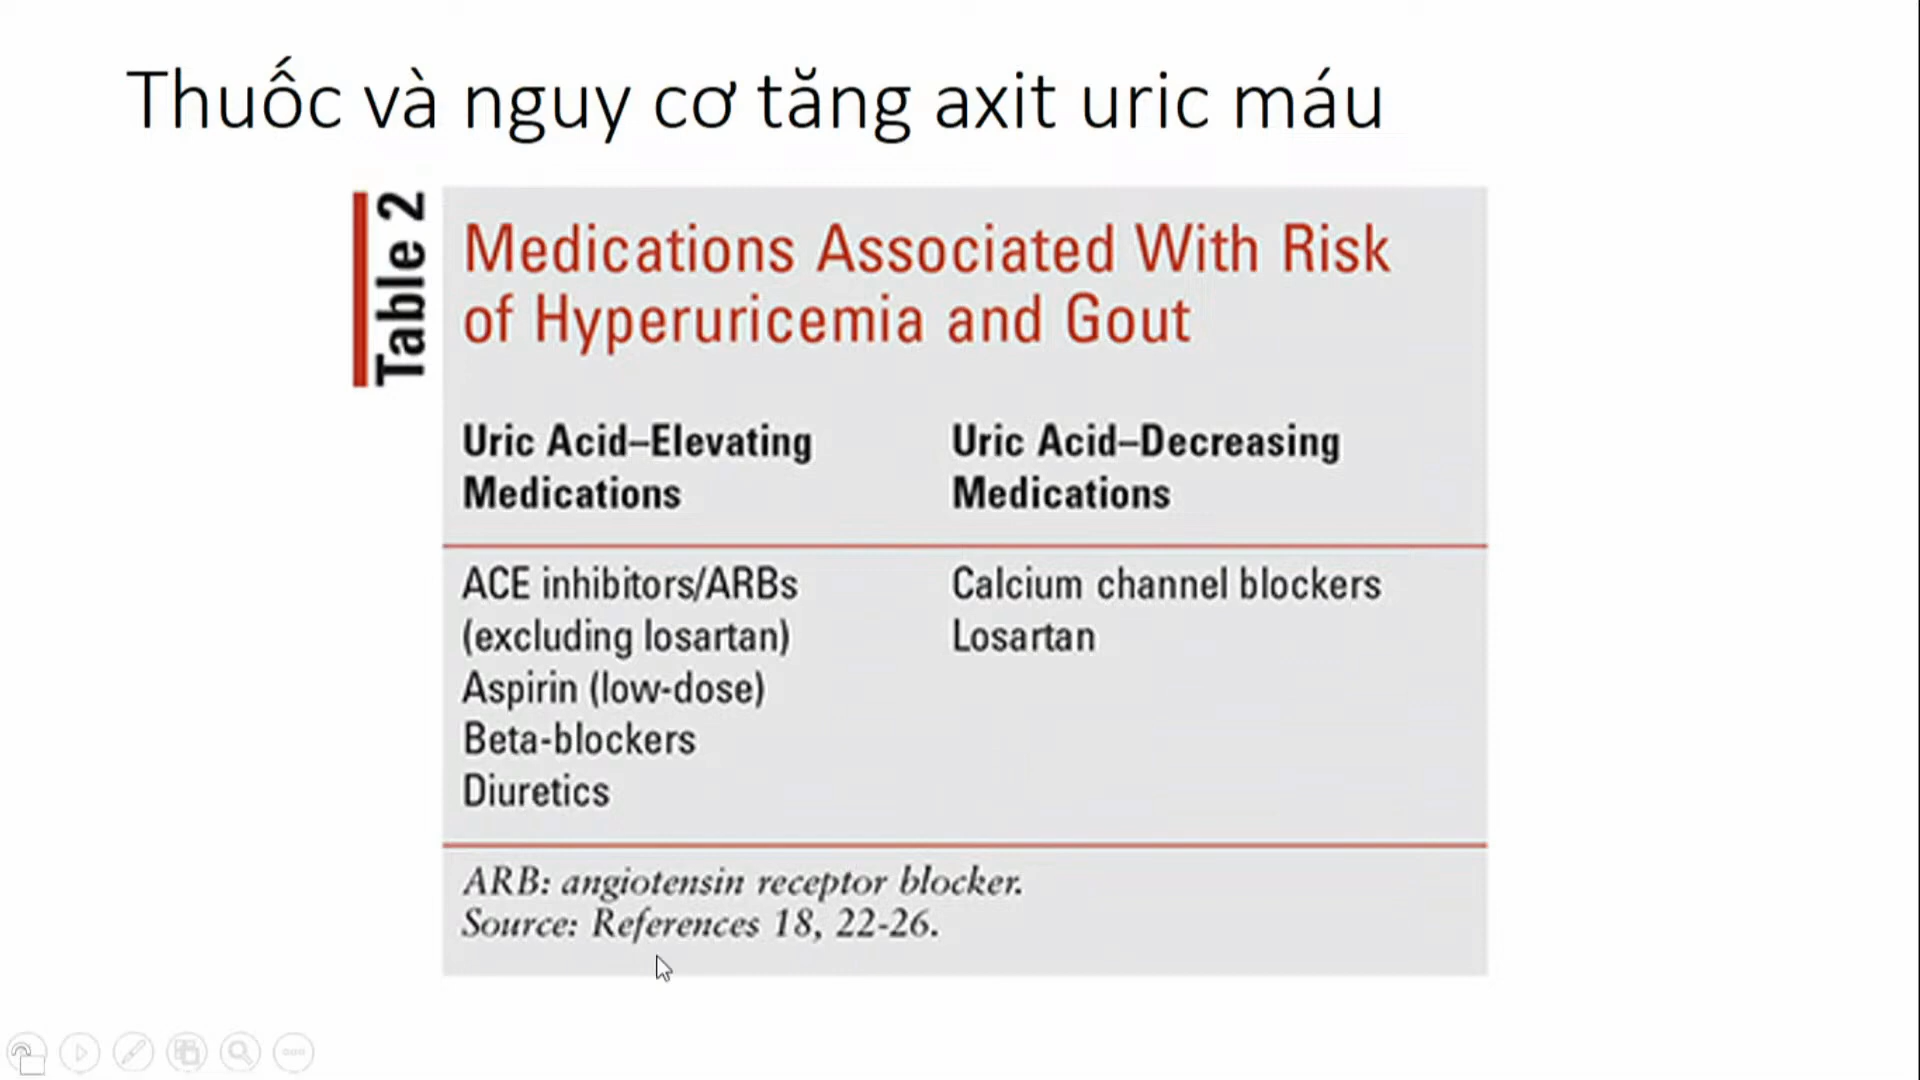 Thuốc và nguy cơ tăng axit uric máu
Table 2
Medications Associated With Risk
of Hyperuricemia and Gout
Uric Acid–Elevating
Medications
Uric Acid–Decreasing
Medications
ACE inhibitors/ARBs
(excluding losartan)
Aspirin (low-dose)
Beta-blockers
Diuretics
Calcium channel blockers
Losartan
ARB: angiotensin receptor blocker.
Source: References 18, 22-26.